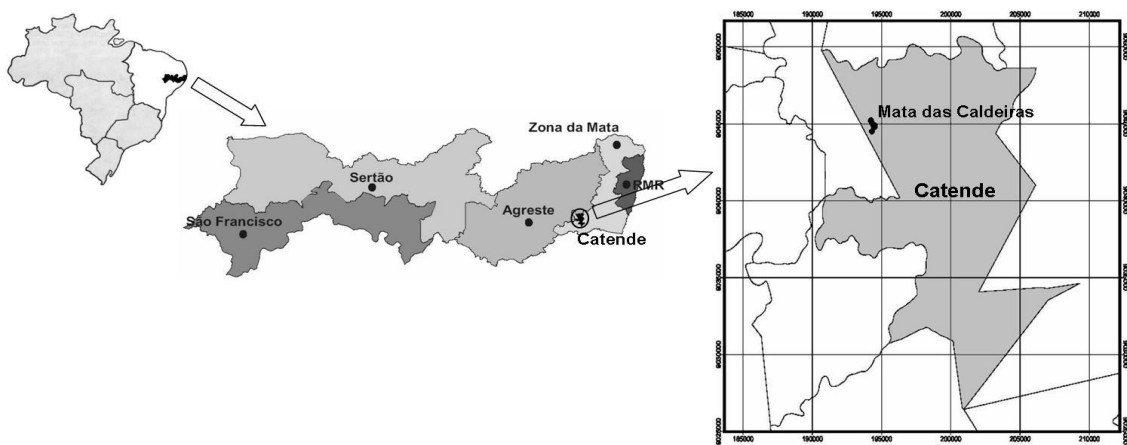 Zona da Mata
Sertão
RMR
Agreste
São Francisco
Catende
185000 190000 195000 200000 205000 210000
Mata das Caldeiras
Catende
185000 190000 195000 200000 205000 210000